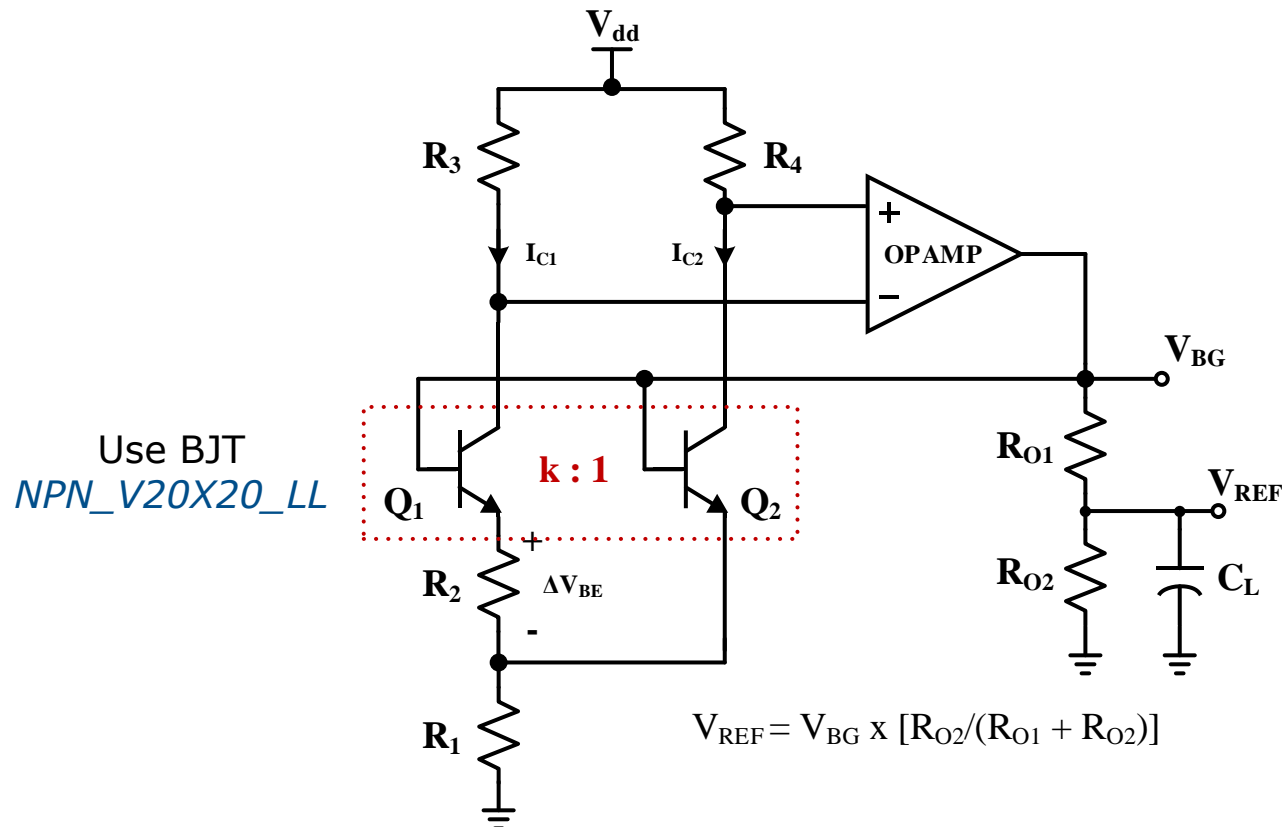 Vdd
R3
R4
IC1
IC2
+
OPAMP
−
VBG
Use BJT
NPN_V20X20_LL
k : 1
Q1
Q2
RO1
VREF
+
R2
ΔVBE
-
RO2
CL
R1
VREF = VBG x [RO2/(RO1 + RO2)]